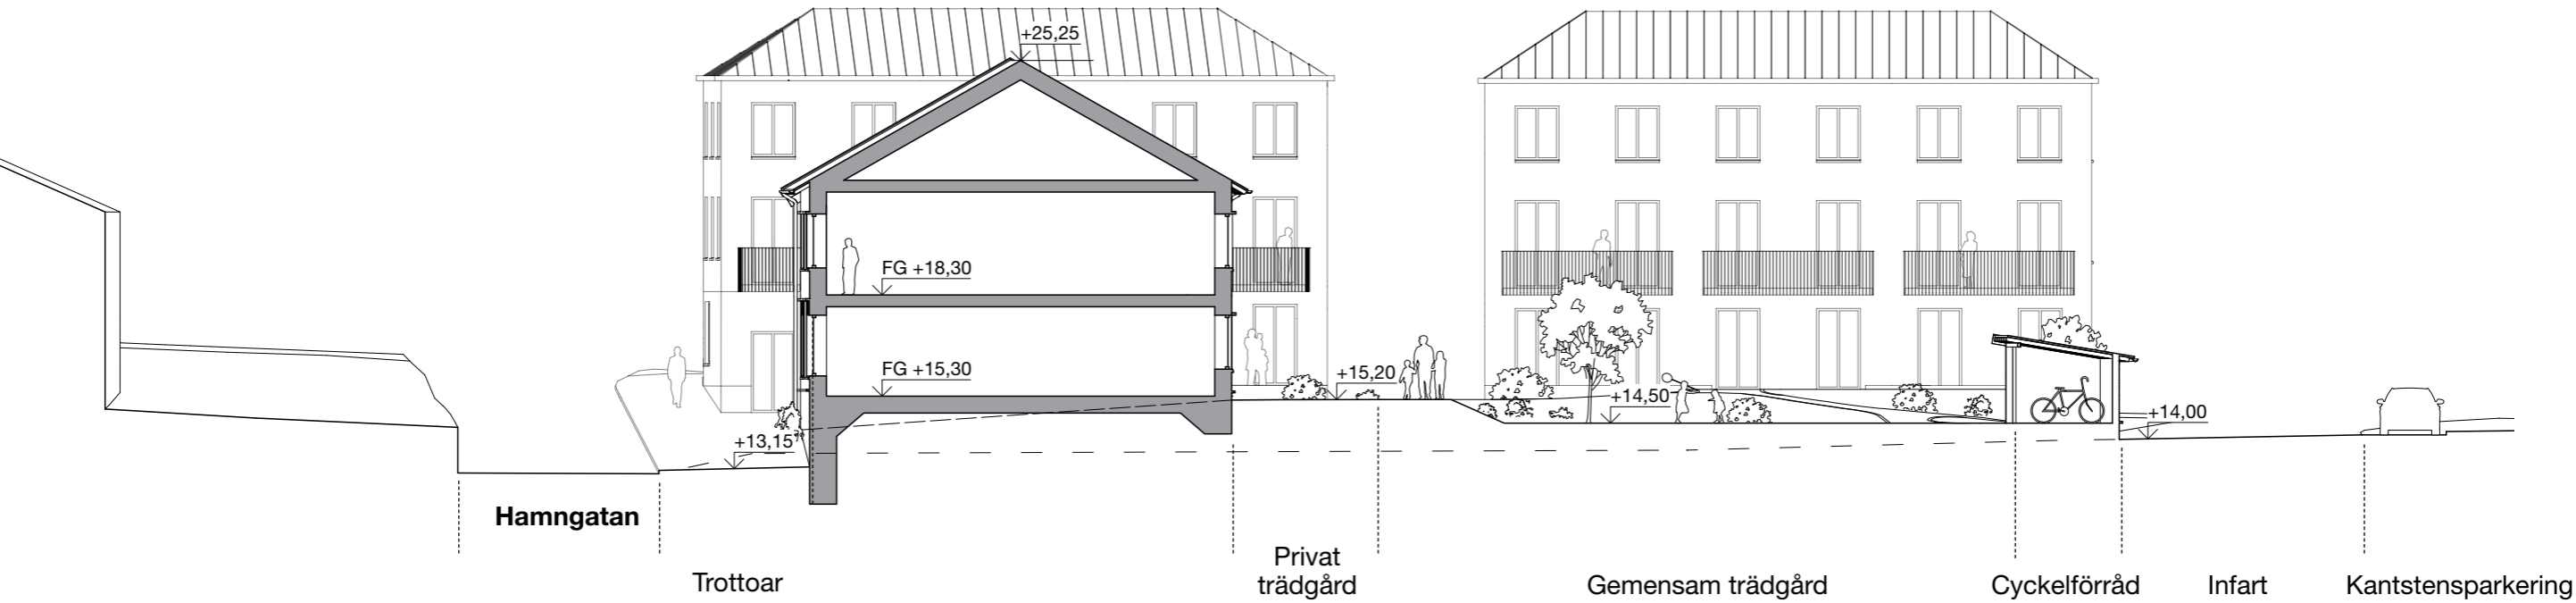 +25,25
FG +18,30
FG +15,30
+15,20
+14,50
+14,00
+13,15
Hamngatan
Trottoar
Privat
trädgård
Gemensam trädgård
Cyckelförråd
Infart
Kantstensparkering